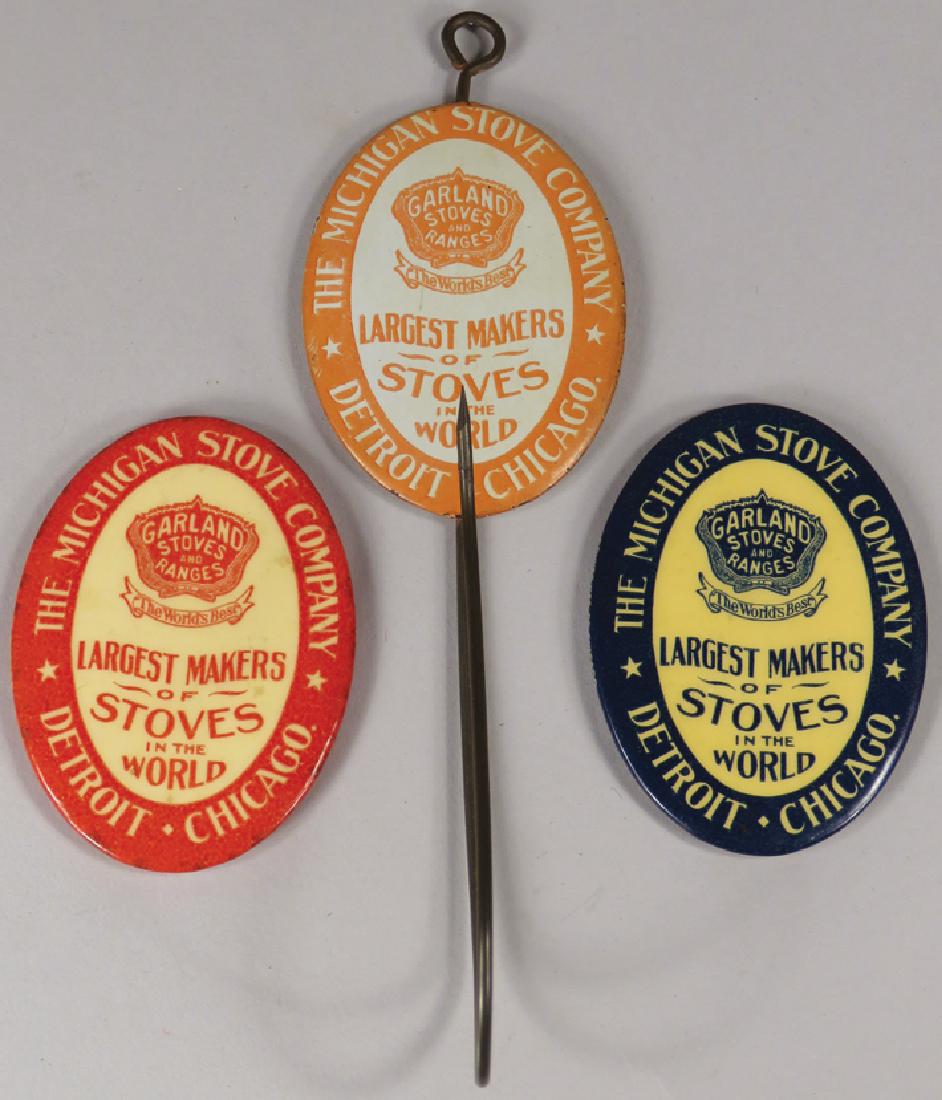 THE MICHIGAN STOVE COMPANY
GARLAND
STOVES
AND
RANGES
The World's Best
LARGEST MAKERS
OF
STOVES
IN THE
WORLD
DETROIT · CHICAGO.
THE MICHIGAN STOVE COMPANY
GARLAND
STOVES
AND
RANGES
The World's Best
LARGEST MAKERS
OF
STOVES
IN THE
WORLD
DETROIT · CHICAGO.
THE MICHIGAN STOVE COMPANY
GARLAND
STOVES
AND
RANGES
The World's Best
LARGEST MAKERS
OF
STOVES
IN THE
WORLD
DETROIT · CHICAGO.